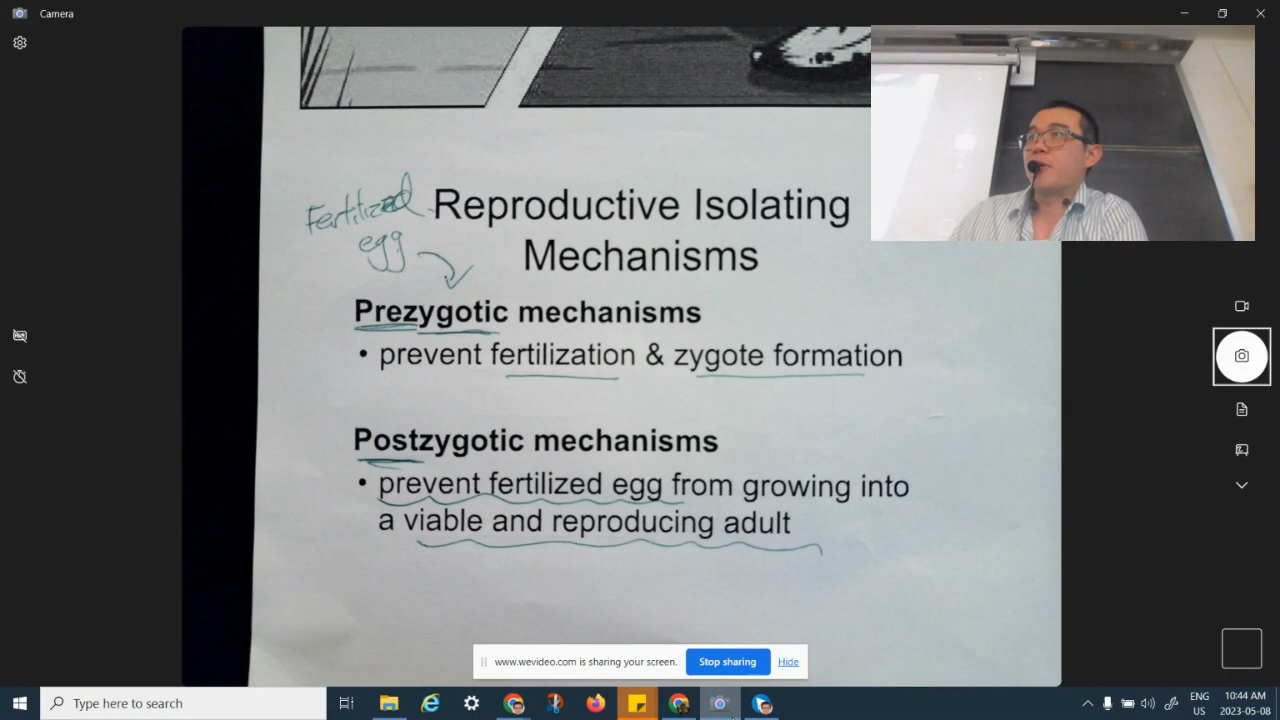 Camera
Fertilized
egg
Reproductive Isolating
Mechanisms
Prezygotic mechanisms
• prevent fertilization & zygote formation
Postzygotic mechanisms
• prevent fertilized egg from growing into
a viable and reproducing adult
www.wevideo.com is sharing your screen.
Stop sharing
Hide
Type here to search
ENG
US
10:44 AM
2023-05-08